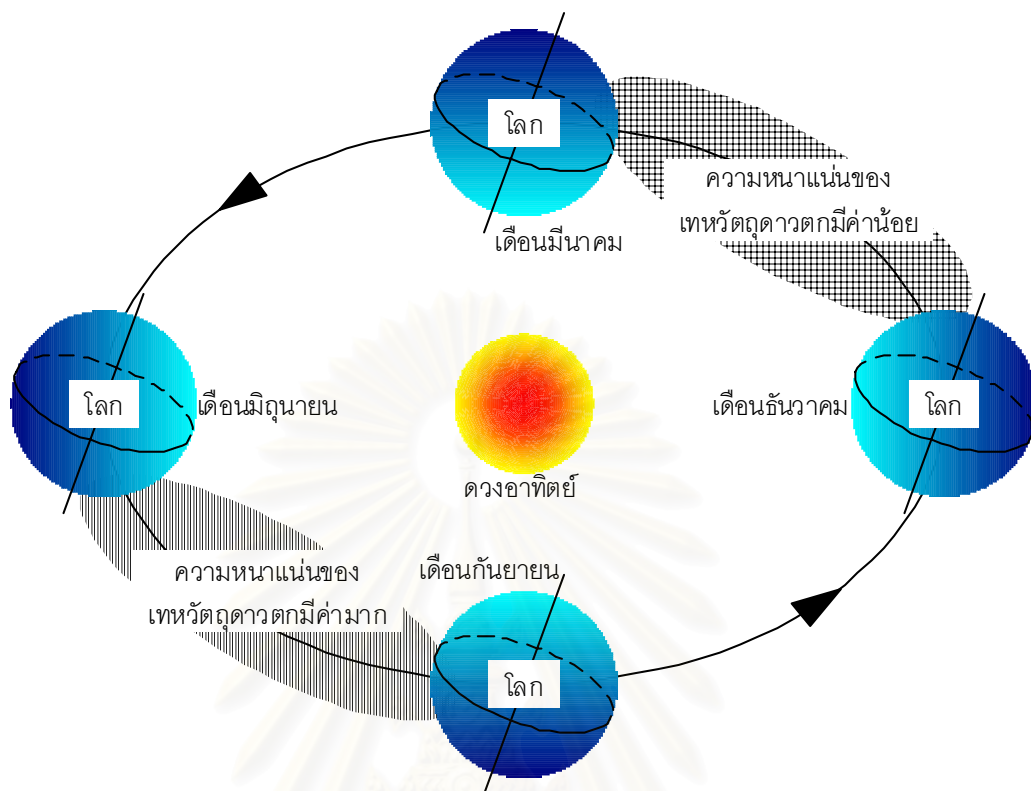 โลก
ความหนาแน่นของ
เทหวัตถุดาวตกมีค่าน้อย
เดือนมีนาคม
โลก
เดือนมิถุนายน
เดือนธันวาคม
โลก
ดวงอาทิตย์
ความหนาแน่นของ
เทหวัตถุดาวตกมีค่ามาก
เดือนกันยายน
โลก